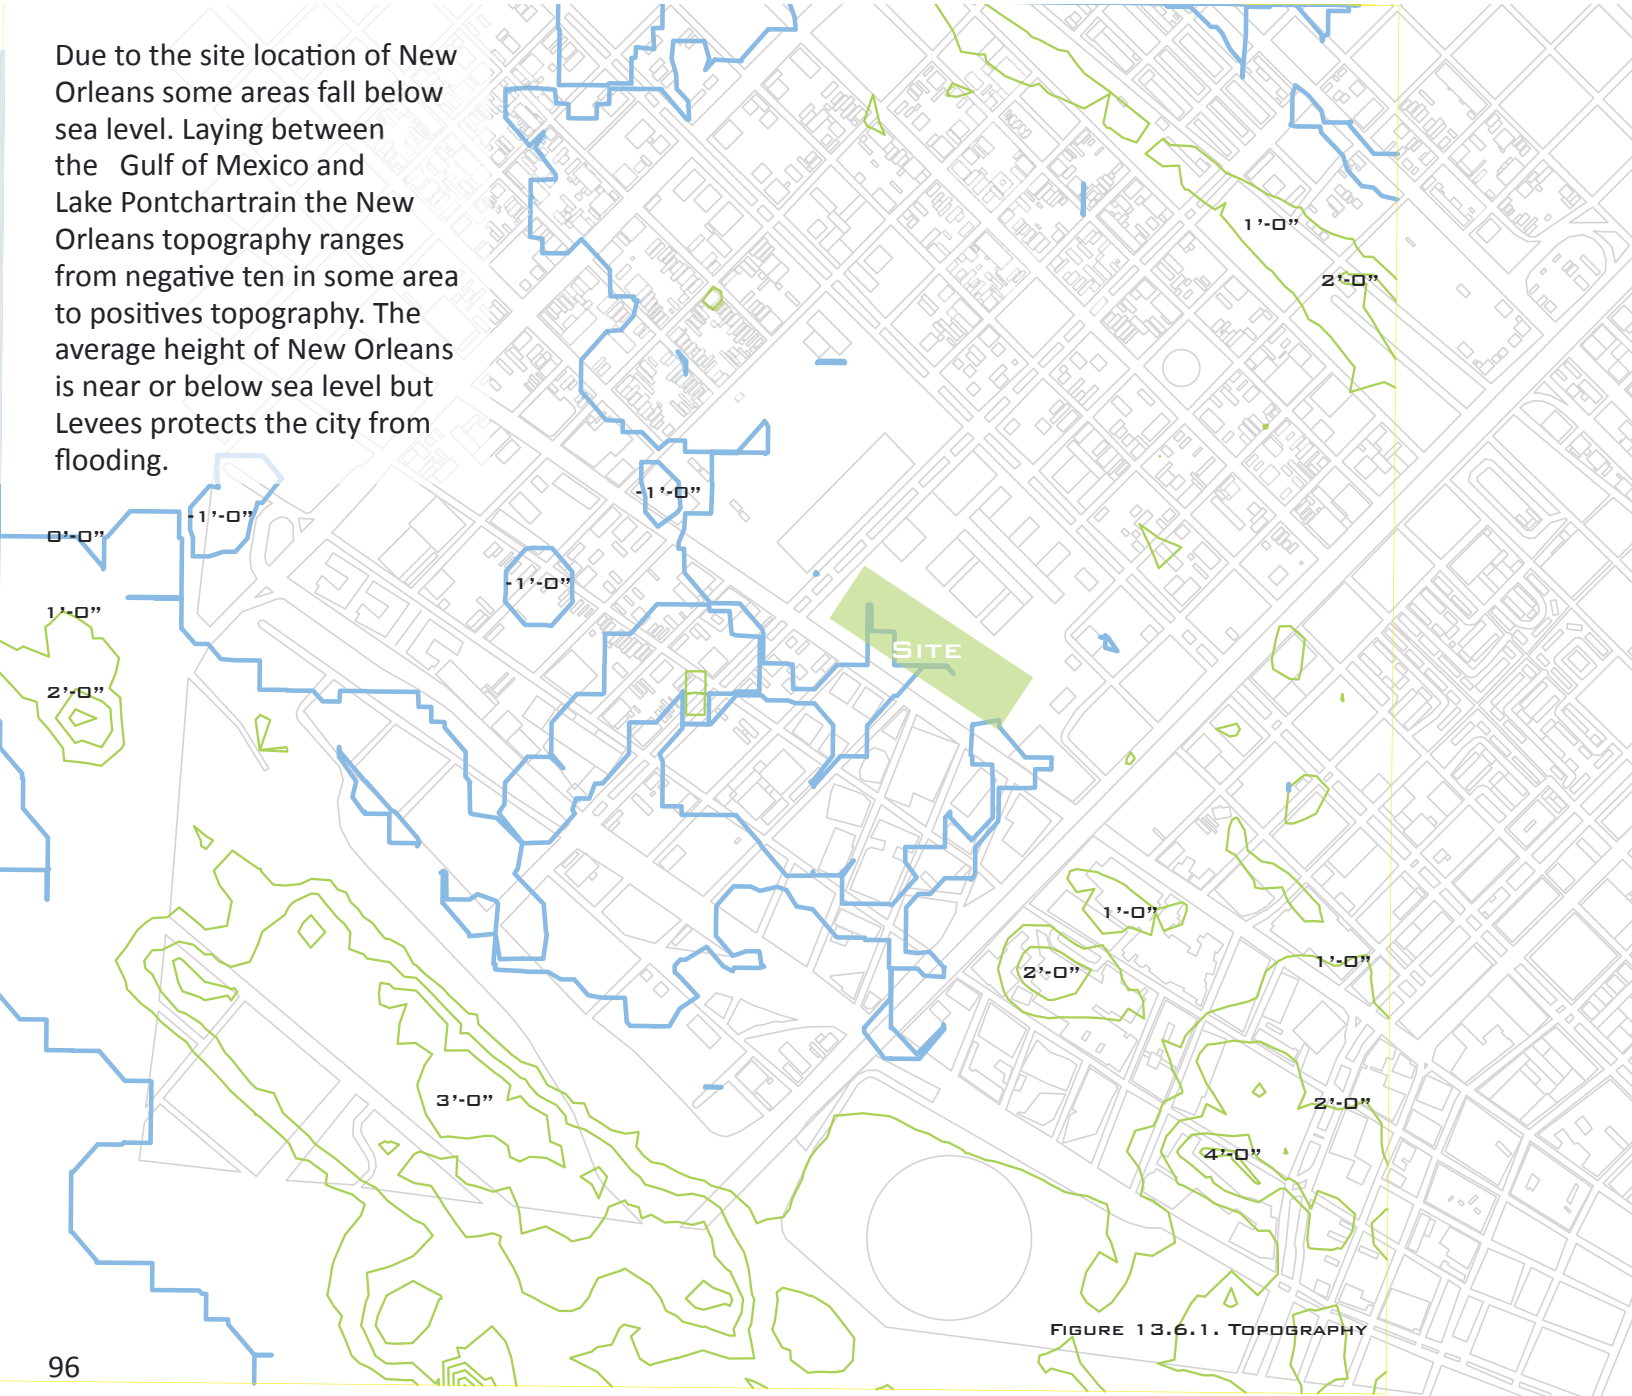 Due to the site location of New
Orleans some areas fall below
sea level. Laying between
the Gulf of Mexico and
Lake Pontchartrain the New
Orleans topography ranges
from negative ten in some area
to positives topography. The
average height of New Orleans
is near or below sea level but
Levees protects the city from
flooding.
1'-0"
2'-0"
-1'-0"
-1'-0"
0'-0"
-1'-0"
1'-0"
Site
2'-0"
1'-0"
1'-0"
2'-0"
3'-0"
2'-0"
4'-0"
Figure 13.6.1. Topography
96